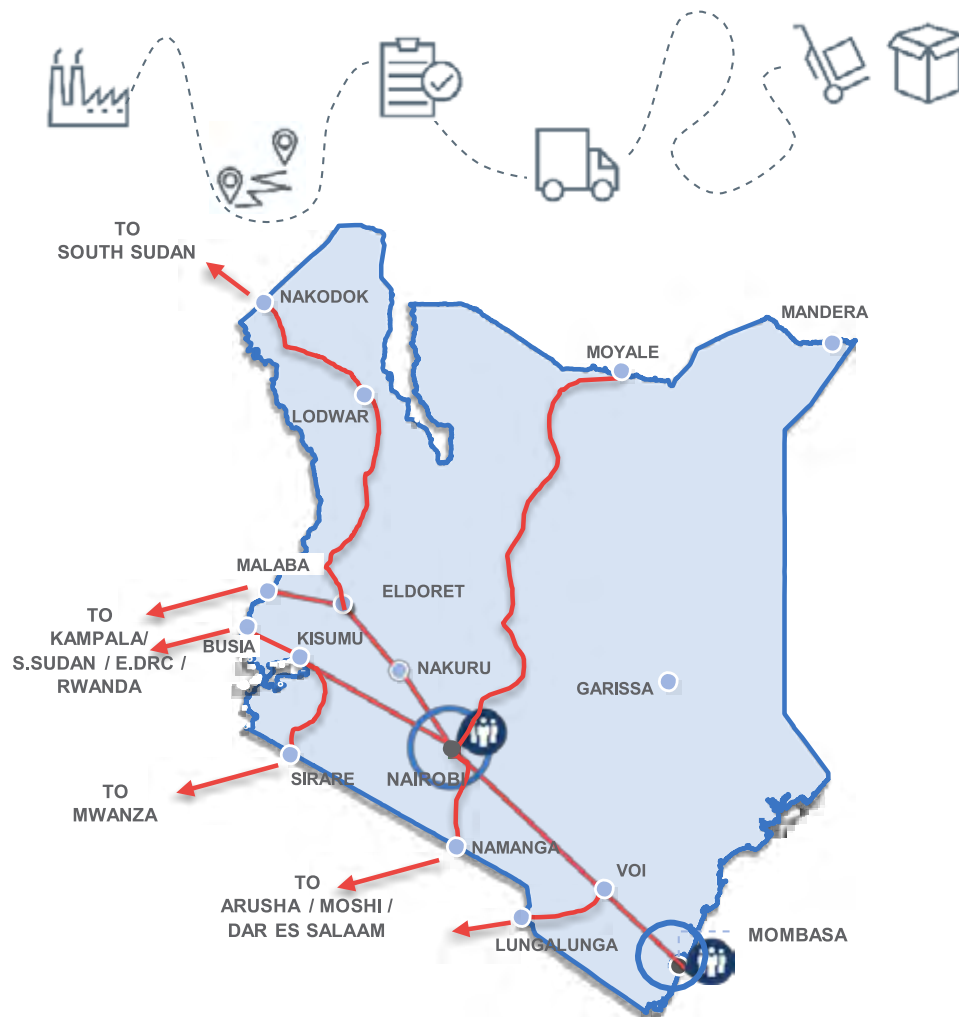 TO
SOUTH SUDAN
NAKODOK
MANDERA
MOYALE
LODWAR
MALABA
ELDORET
TO
KAMPALA/
S.SUDAN / E.DRC /
RWANDA
BUSIA
KISUMU
NAKURU
GARISSA
SIRARE
NAIROBI
TO
MWANZA
NAMANGA
VOI
TO
ARUSHA / MOSHI /
DAR ES SALAAM
LUNGALUNGA
MOMBASA